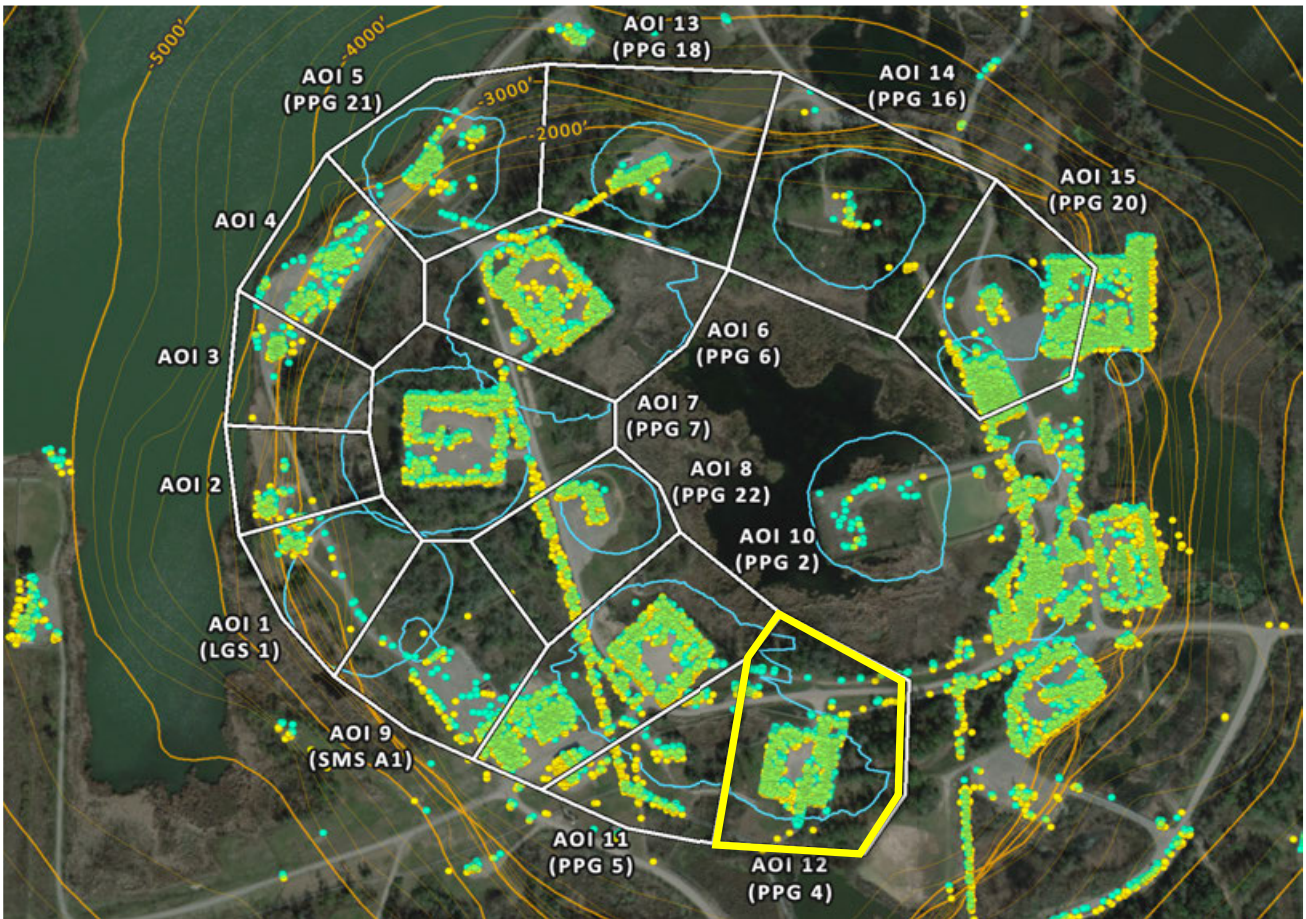 AOI 13
(PPG 18)
-5000'
-4000'
AOI 5
(PPG 21)
AOI 14
(PPG 16)
-3000'
-2000'
AOI 15
(PPG 20)
AOI 4
AOI 6
(PPG 6)
AOI 3
AOI 7
(PPG 7)
AOI 8
(PPG 22)
AOI 2
AOI 10
(PPG 2)
AOI 1
(LGS 1)
AOI 9
(SMS A1)
AOI 11
(PPG 5)
AOI 12
(PPG 4)